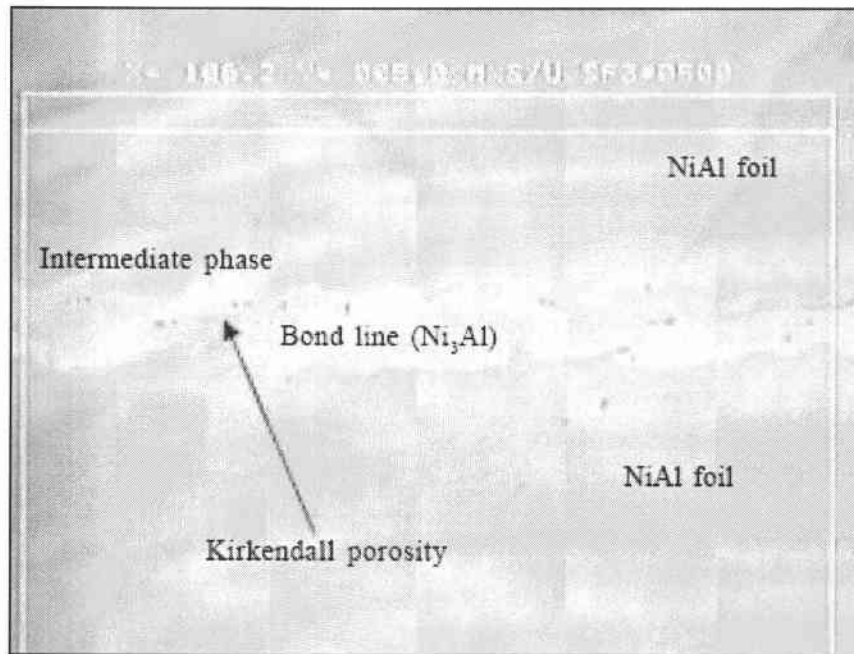 NiAl foil
Intermediate phase
Bond line (Ni₃Al)
NiAl foil
Kirkendall porosity